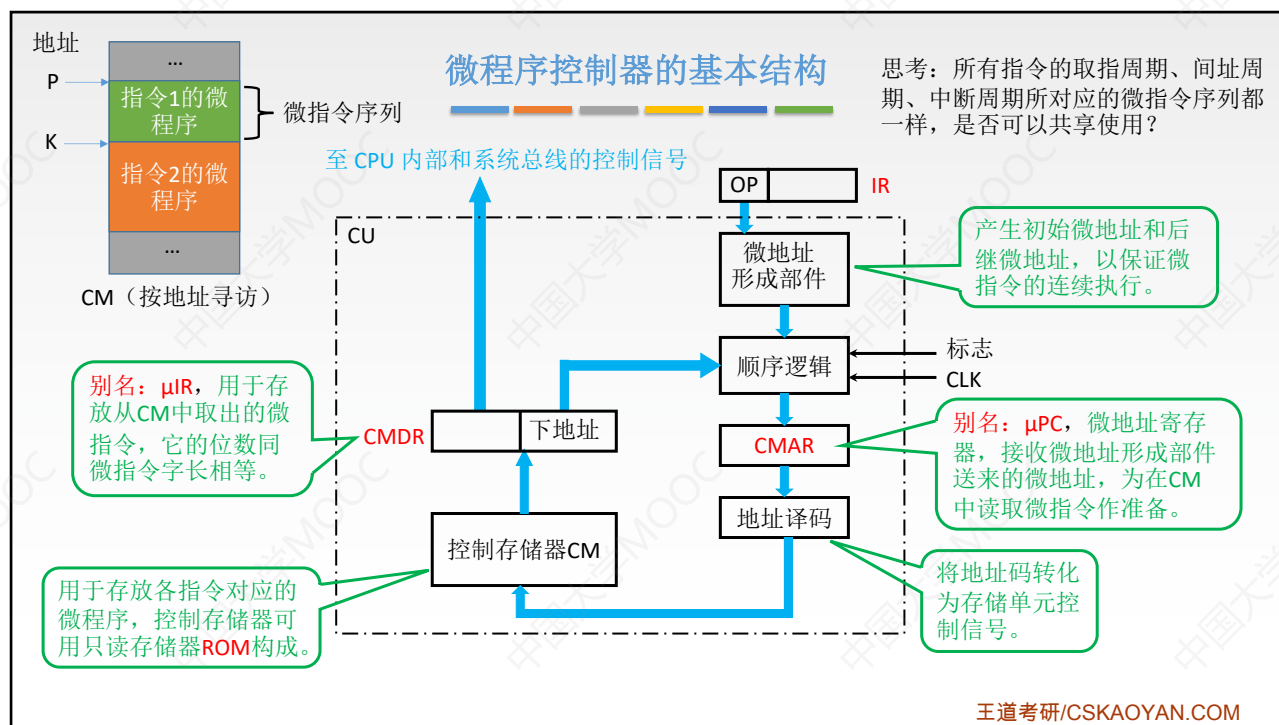 微程序控制器的基本结构
思考：所有指令的取指周期、间址周
期、中断周期所对应的微指令序列都
一样，是否可以共享使用？
地址
P
K
...
指令1的微
程序
指令2的微
程序
...
微指令序列
CM（按地址寻访）
至 CPU 内部和系统总线的控制信号
OP
IR
CU
微地址
形成部件
产生初始微地址和后
继微地址，以保证微
指令的连续执行。
顺序逻辑
标志
CLK
别名：μIR，用于存
放从CM中取出的微
指令，它的位数同
微指令字长相等。
CMDR
下地址
CMAR
别名：μPC，微地址寄存
器，接收微地址形成部件
送来的微地址，为在CM
中读取微指令作准备。
地址译码
控制存储器CM
用于存放各指令对应的
微程序，控制存储器可
用只读存储器ROM构成。
将地址码转化
为存储单元控
制信号。
王道考研/CSKAOYAN.COM
中国大学MOOC